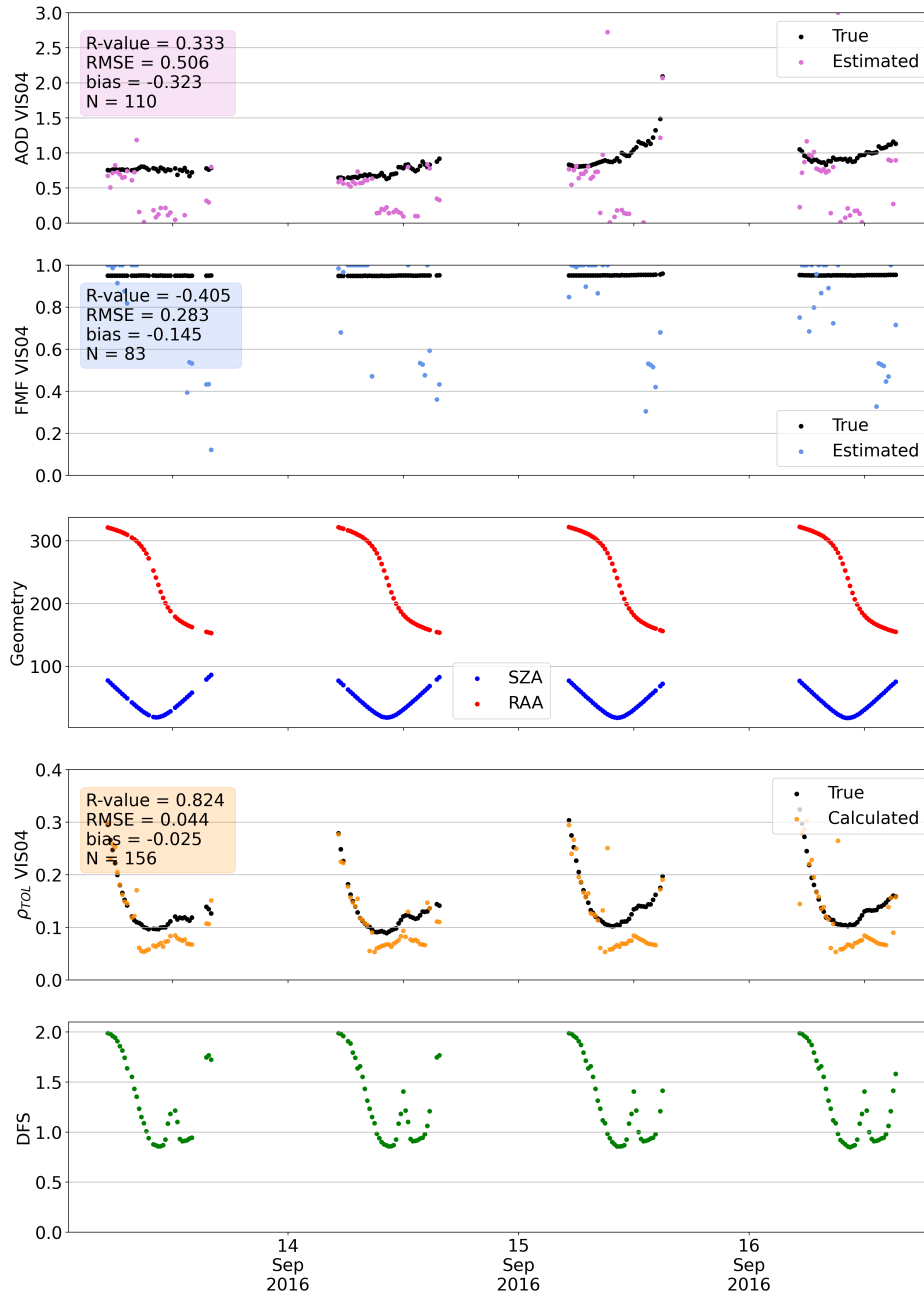 3.0
2.5
2.0
1.5
1.0
0.5
0.0
AOD VIS04
R-value = 0.333
RMSE = 0.506
bias = -0.323
N = 110
True
Estimated
1.0
0.8
0.6
0.4
0.2
0.0
FMF VIS04
R-value = -0.405
RMSE = 0.283
bias = -0.145
N = 83
True
Estimated
300
200
100
Geometry
SZA
RAA
0.4
0.3
0.2
0.1
0.0
ρTOL VIS04
R-value = 0.824
RMSE = 0.044
bias = -0.025
N = 156
True
Calculated
2.0
1.5
1.0
0.5
0.0
DFS
14
Sep
2016
15
Sep
2016
16
Sep
2016